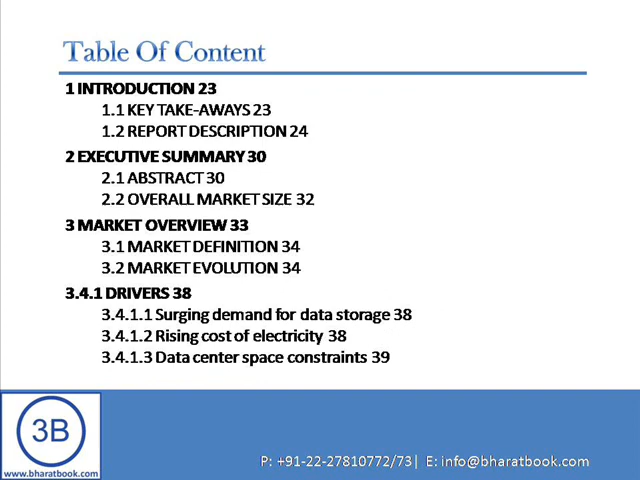 Table Of Content
1 INTRODUCTION 23
1.1 KEY TAKE-AWAYS 23
1.2 REPORT DESCRIPTION 24
2 EXECUTIVE SUMMARY 30
2.1 ABSTRACT 30
2.2 OVERALL MARKET SIZE 32
3 MARKET OVERVIEW 33
3.1 MARKET DEFINITION 34
3.2 MARKET EVOLUTION 34
3.4.1 DRIVERS 38
3.4.1.1 Surging demand for data storage 38
3.4.1.2 Rising cost of electricity 38
3.4.1.3 Data center space constraints 39
3B
www.bharatbook.com
P: +91-22-27810772/73| E: info@bharatbook.com